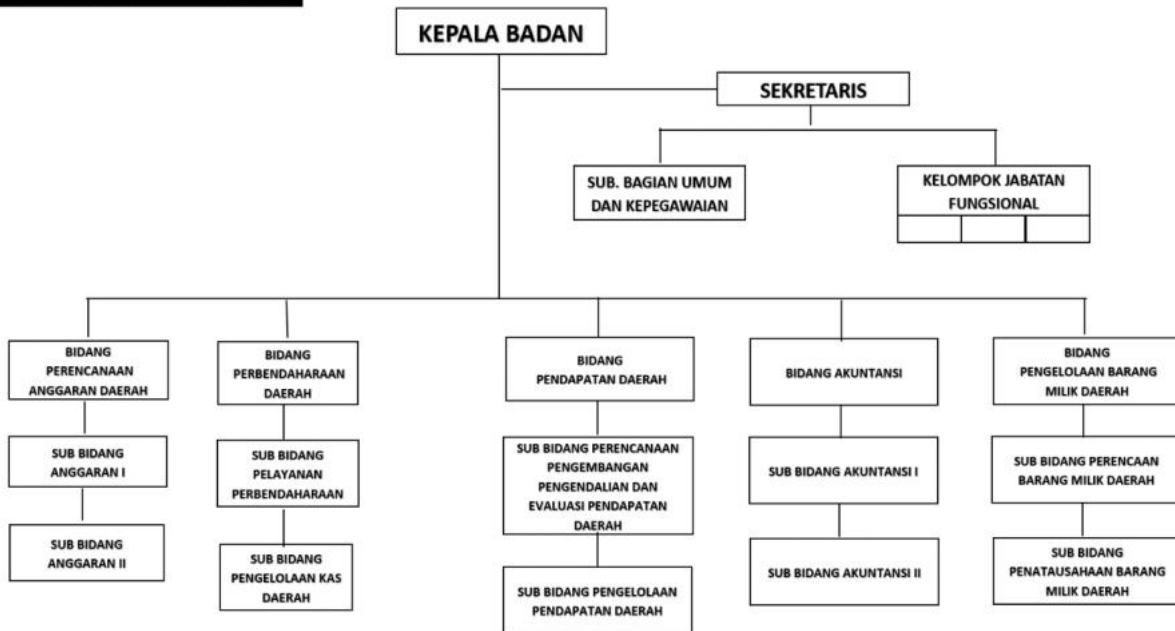 KEPALA BADAN
SEKRETARIS
SUB. BAGIAN UMUM
DAN KEPEGAWAIAN
KELOMPOK JABATAN
FUNGSIONAL
BIDANG
PERENCANAAN
ANGGARAN DAERAH
BIDANG
PERBENDAHARAAN
DAERAH
BIDANG
PENDAPATAN DAERAH
BIDANG AKUNTANSI
BIDANG
PENGELOLAAN BARANG
MILIK DAERAH
SUB BIDANG
ANGGARAN I
SUB BIDANG
PELAYANAN
PERBENDAHARAAN
SUB BIDANG PERENCANAAN
PENGEMBANGAN
PENGENDALIAN DAN
EVALUASI PENDAPATAN
DAERAH
SUB BIDANG AKUNTANSI I
SUB BIDANG PERENCAAN
BARANG MILIK DAERAH
SUB BIDANG
ANGGARAN II
SUB BIDANG
PENGELOLAAN KAS
DAERAH
SUB BIDANG PENGELOLAAN
PENDAPATAN DAERAH
SUB BIDANG AKUNTANSI II
SUB BIDANG
PENATAUSAHAAN BARANG
MILIK DAERAH